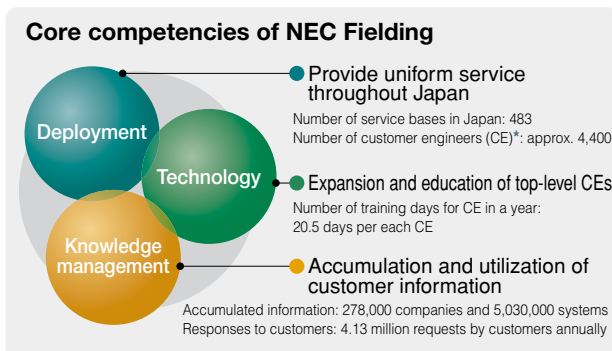 Core competencies of NEC Fielding
Deployment
Technology
Knowledge
management
Provide uniform service
throughout Japan
Number of service bases in Japan: 483
Number of customer engineers (CE)*: approx. 4,400
Expansion and education of top-level CEs
Number of training days for CE in a year:
20.5 days per each CE
Accumulation and utilization of
customer information
Accumulated information: 278,000 companies and 5,030,000 systems
Responses to customers: 4.13 million requests by customers annually